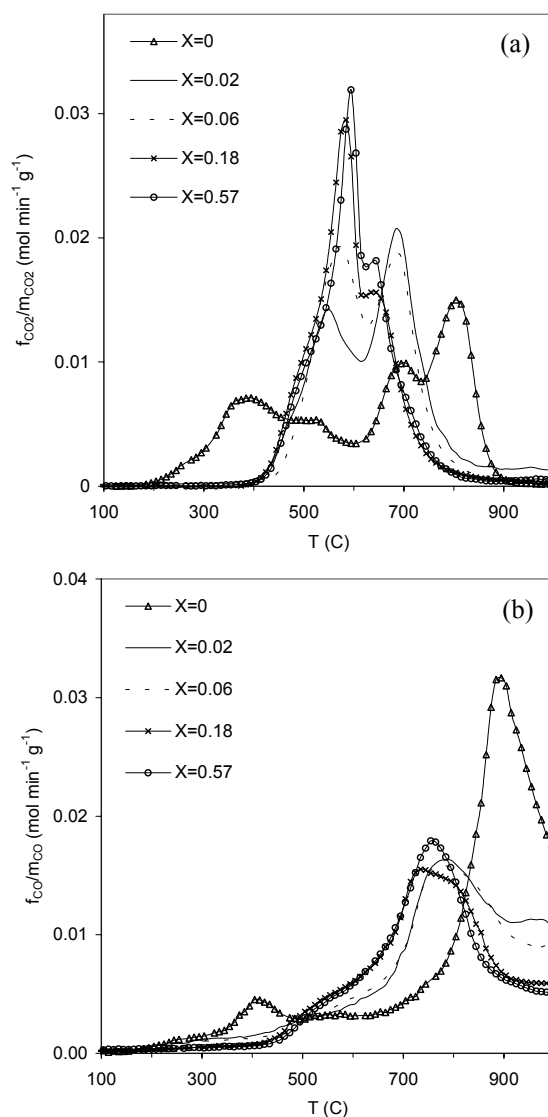 (a)
X=0
X=0.02
X=0.06
X=0.18
X=0.57
f_CO2/m_CO2 (mol min⁻¹ g⁻¹)
0.03
0.02
0.01
0
100 300 500 700 900
T (C)
(b)
X=0
X=0.02
X=0.06
X=0.18
X=0.57
f_CO/m_CO (mol min⁻¹ g⁻¹)
0.04
0.03
0.02
0.01
0.00
100 300 500 700 900
T (C)